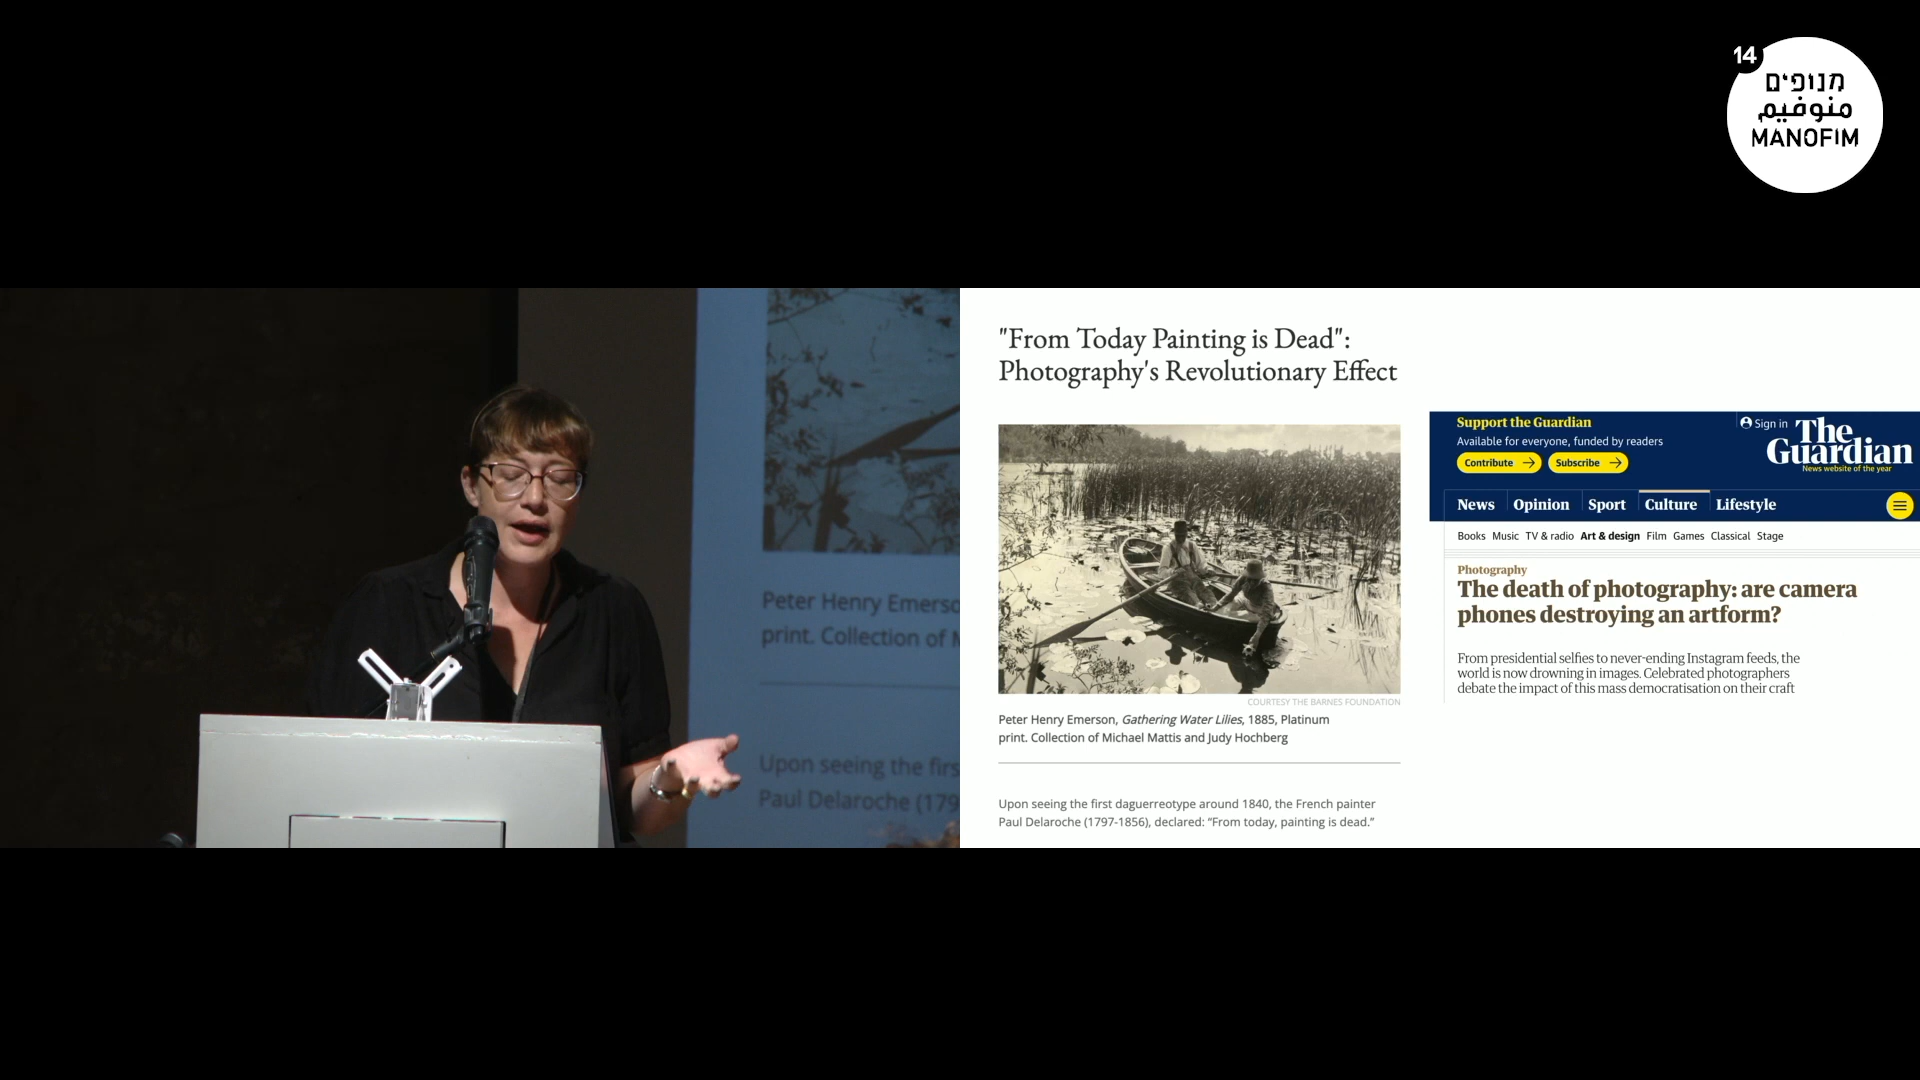 14
מנופים
منوفيم
MANOFIM
Peter Henry Emerso
print. Collection of M
Upon seeing the firs
Paul Delaroche (179
"From Today Painting is Dead":
Photography's Revolutionary Effect
COURTESY THE BARNES FOUNDATION
Peter Henry Emerson, Gathering Water Lilies, 1885, Platinum
print. Collection of Michael Mattis and Judy Hochberg
Upon seeing the first daguerreotype around 1840, the French painter
Paul Delaroche (1797-1856), declared: “From today, painting is dead.”
Support the Guardian
Available for everyone, funded by readers
Contribute → Subscribe →
Sign in
The Guardian
News website of the year
News Opinion Sport Culture Lifestyle
Books Music TV & radio Art & design Film Games Classical Stage
Photography
The death of photography: are camera
phones destroying an artform?
From presidential selfies to never-ending Instagram feeds, the
world is now drowning in images. Celebrated photographers
debate the impact of this mass democratisation on their craft